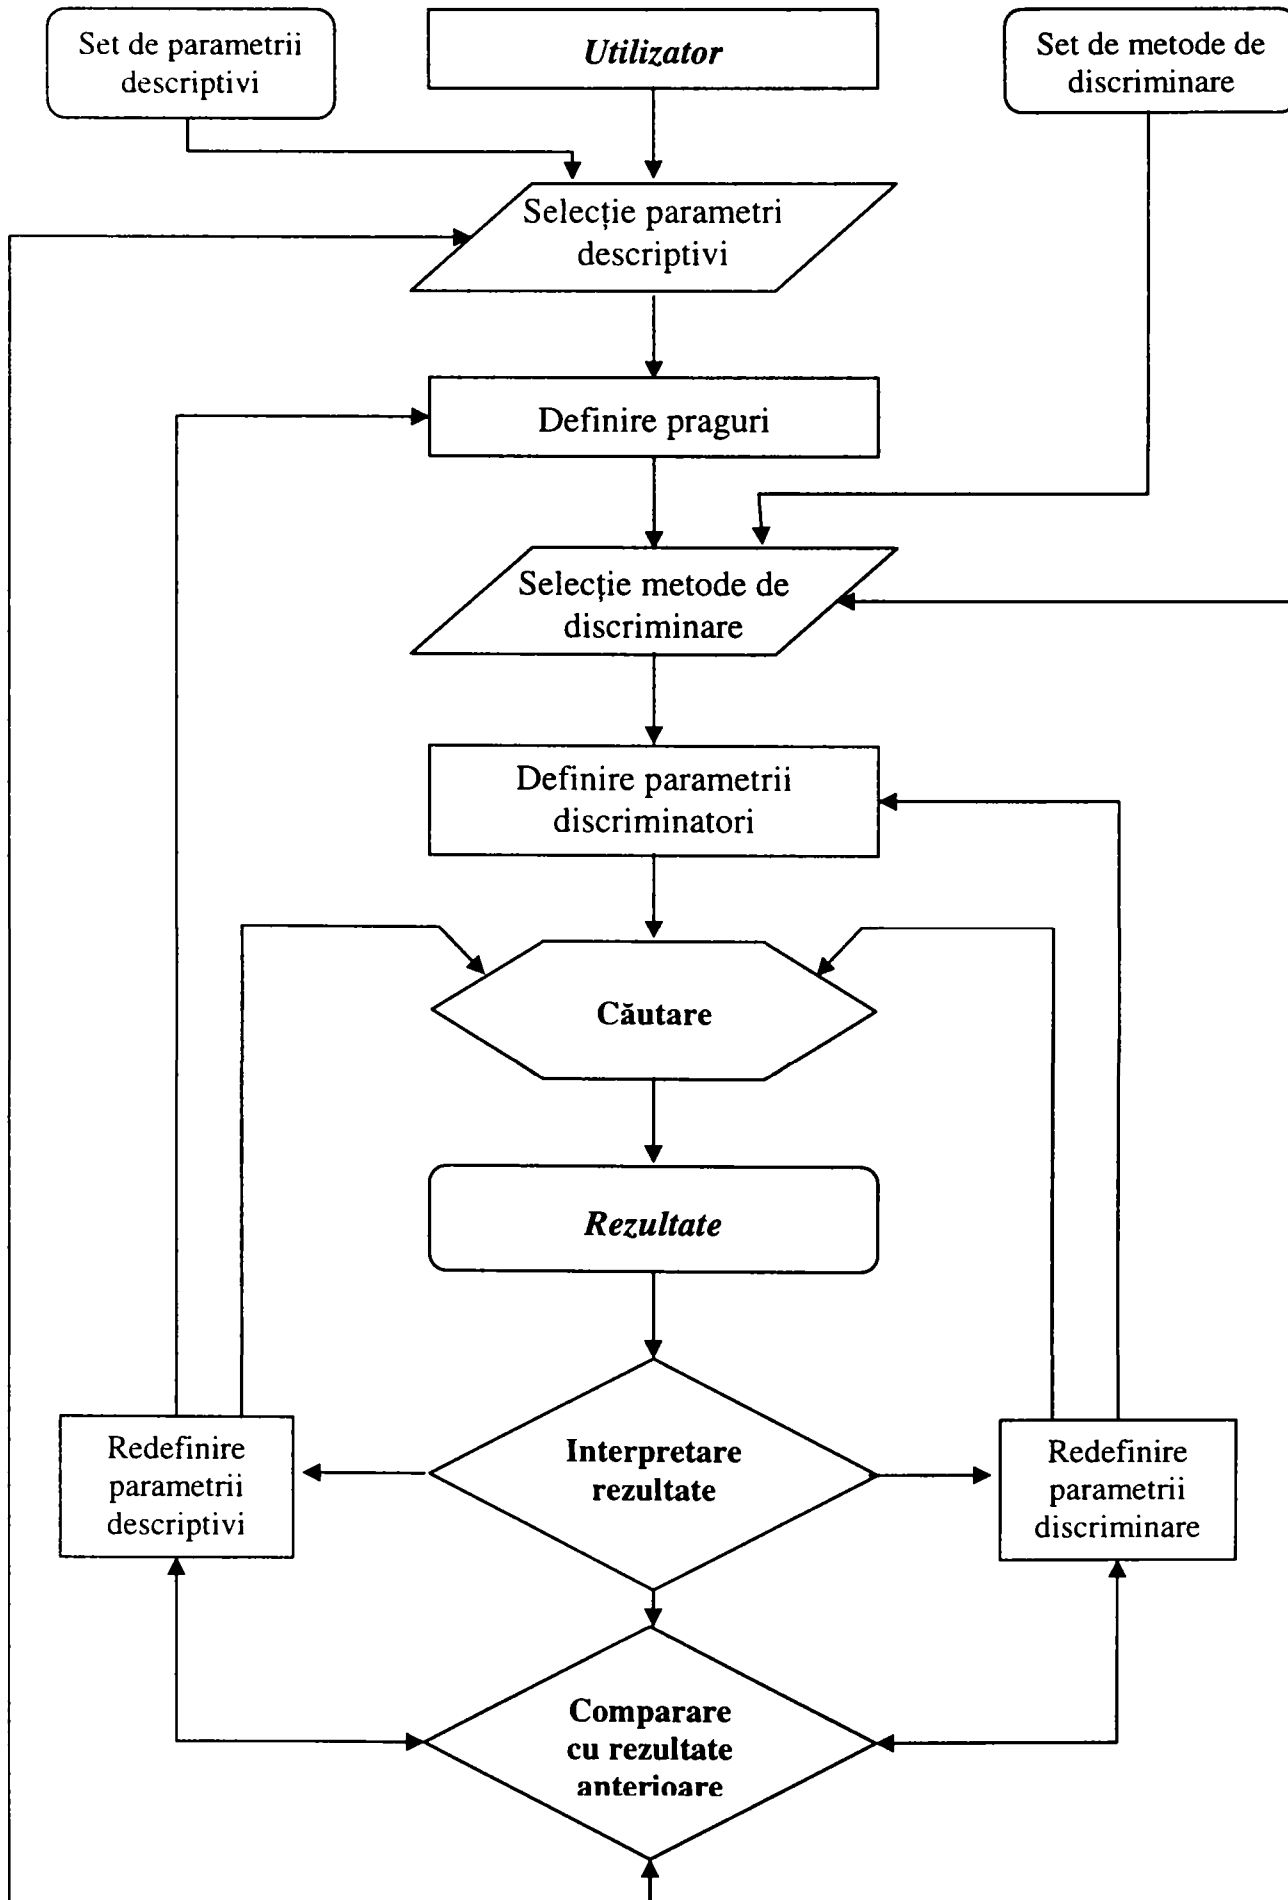 Set de parametrii
descriptivi
Utilizator
Set de metode de
discriminare
Selecție parametri
descriptivi
Definire praguri
Selecție metode de
discriminare
Definire parametrii
discriminatori
Căutare
Rezultate
Interpretare
rezultate
Redefinire
parametrii
descriptivi
Redefinire
parametrii
discriminare
Comparare
cu rezultate
anterioare